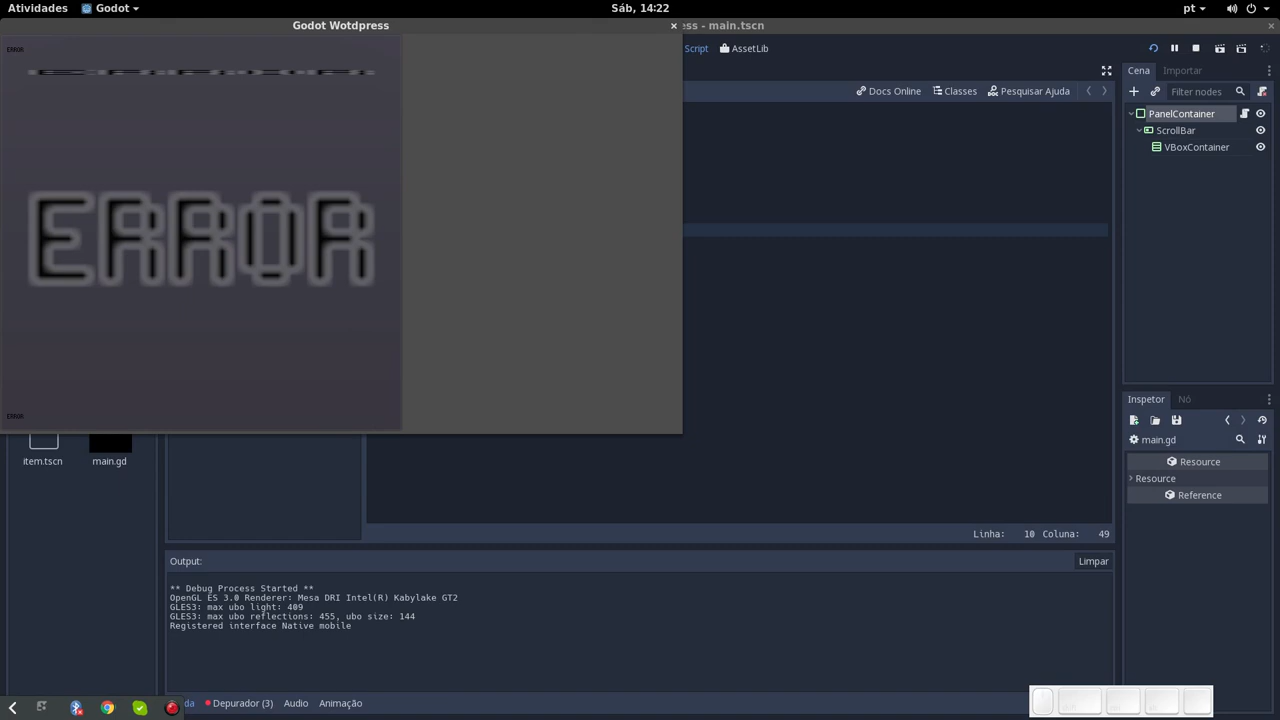 Atividades
Godot
Sáb, 14:22
pt
Godot Wotdpress
ss - main.tscn
ERROR
ERROR
ERROR
Script
AssetLib
Docs Online
Classes
Pesquisar Ajuda
Cena
Importar
Filter nodes
PanelContainer
ScrollBar
VBoxContainer
item.tscn
main.gd
Linha: 10 Coluna: 49
Inspetor
Nó
main.gd
Resource
Resource
Reference
Output:
Limpar
** Debug Process Started **
OpenGL ES 3.0 Renderer: Mesa DRI Intel(R) Kabylake GT2
GLES3: max ubo light: 409
GLES3: max ubo reflections: 455, ubo size: 144
Registered interface Native mobile
Depurador (3)
Audio
Animação